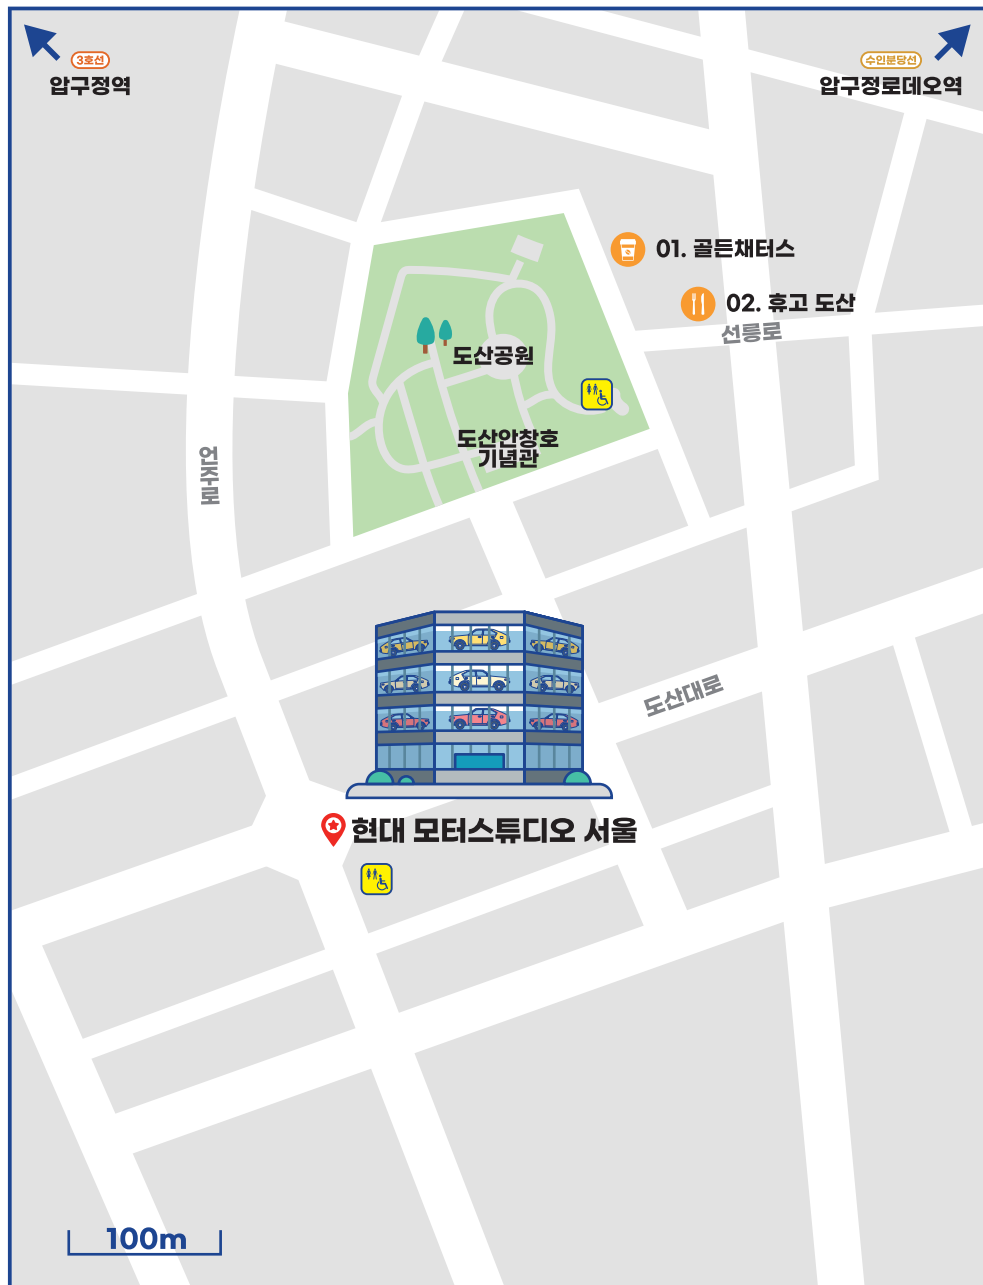 3호선
압구정역
수인분당선
압구정로데오역
01. 골든채터스
02. 휴고 도산
선릉로
도산공원
도산안창호
기념관
언주로
도산대로
현대 모터스튜디오 서울
100m